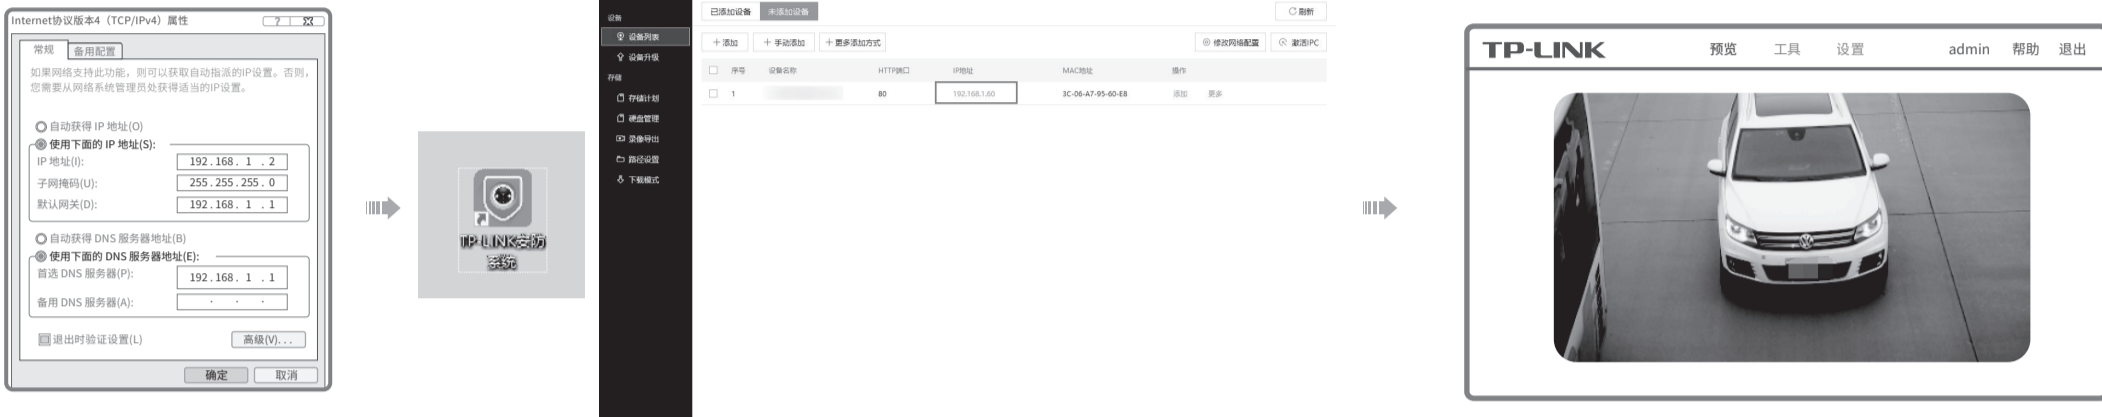 Internet协议版本4（TCP/IPv4）属性
?
常规
备用配置
如果网络支持此功能，则可以获取自动指派的IP设置。否则，
您需要从网络系统管理员处获得适当的IP设置。
自动获得 IP 地址(O)
使用下面的 IP 地址(S):
IP 地址(I): 192.168. 1 . 2
子网掩码(U): 255.255.255. 0
默认网关(D): 192.168. 1 . 1
自动获得 DNS 服务器地址(B)
使用下面的 DNS 服务器地址(E):
首选 DNS 服务器(P): 192.168. 1 . 1
备用 DNS 服务器(A): . . .
退出时验证设置(L)
高级(V)...
确定 取消
TP-LINK安防
系统
设备
设备列表
设备升级
存储
存储计划
硬盘管理
录像导出
路径设置
下载模式
已添加设备 未添加设备 刷新
+添加 +手动添加 +更多添加方式 修改网络配置 激活IPC
序号 设备名称 HTTP端口 IP地址 MAC地址 操作
1 80 192.168.1.60 3C-06-A7-95-60-E8 添加 更多
TP-LINK 预览 工具 设置 admin 帮助 退出